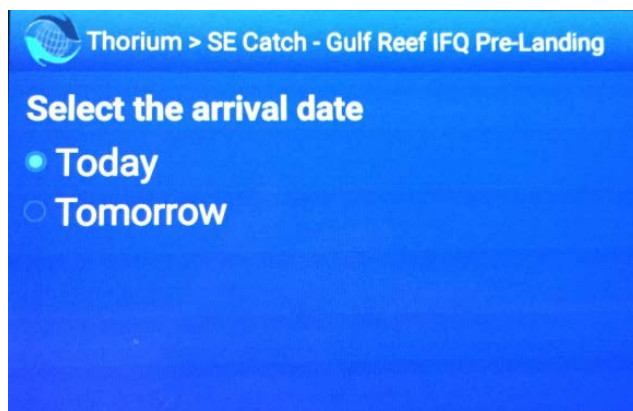 Thorium > SE Catch - Gulf Reef IFQ Pre-Landing
Select the arrival date
Today
Tomorrow